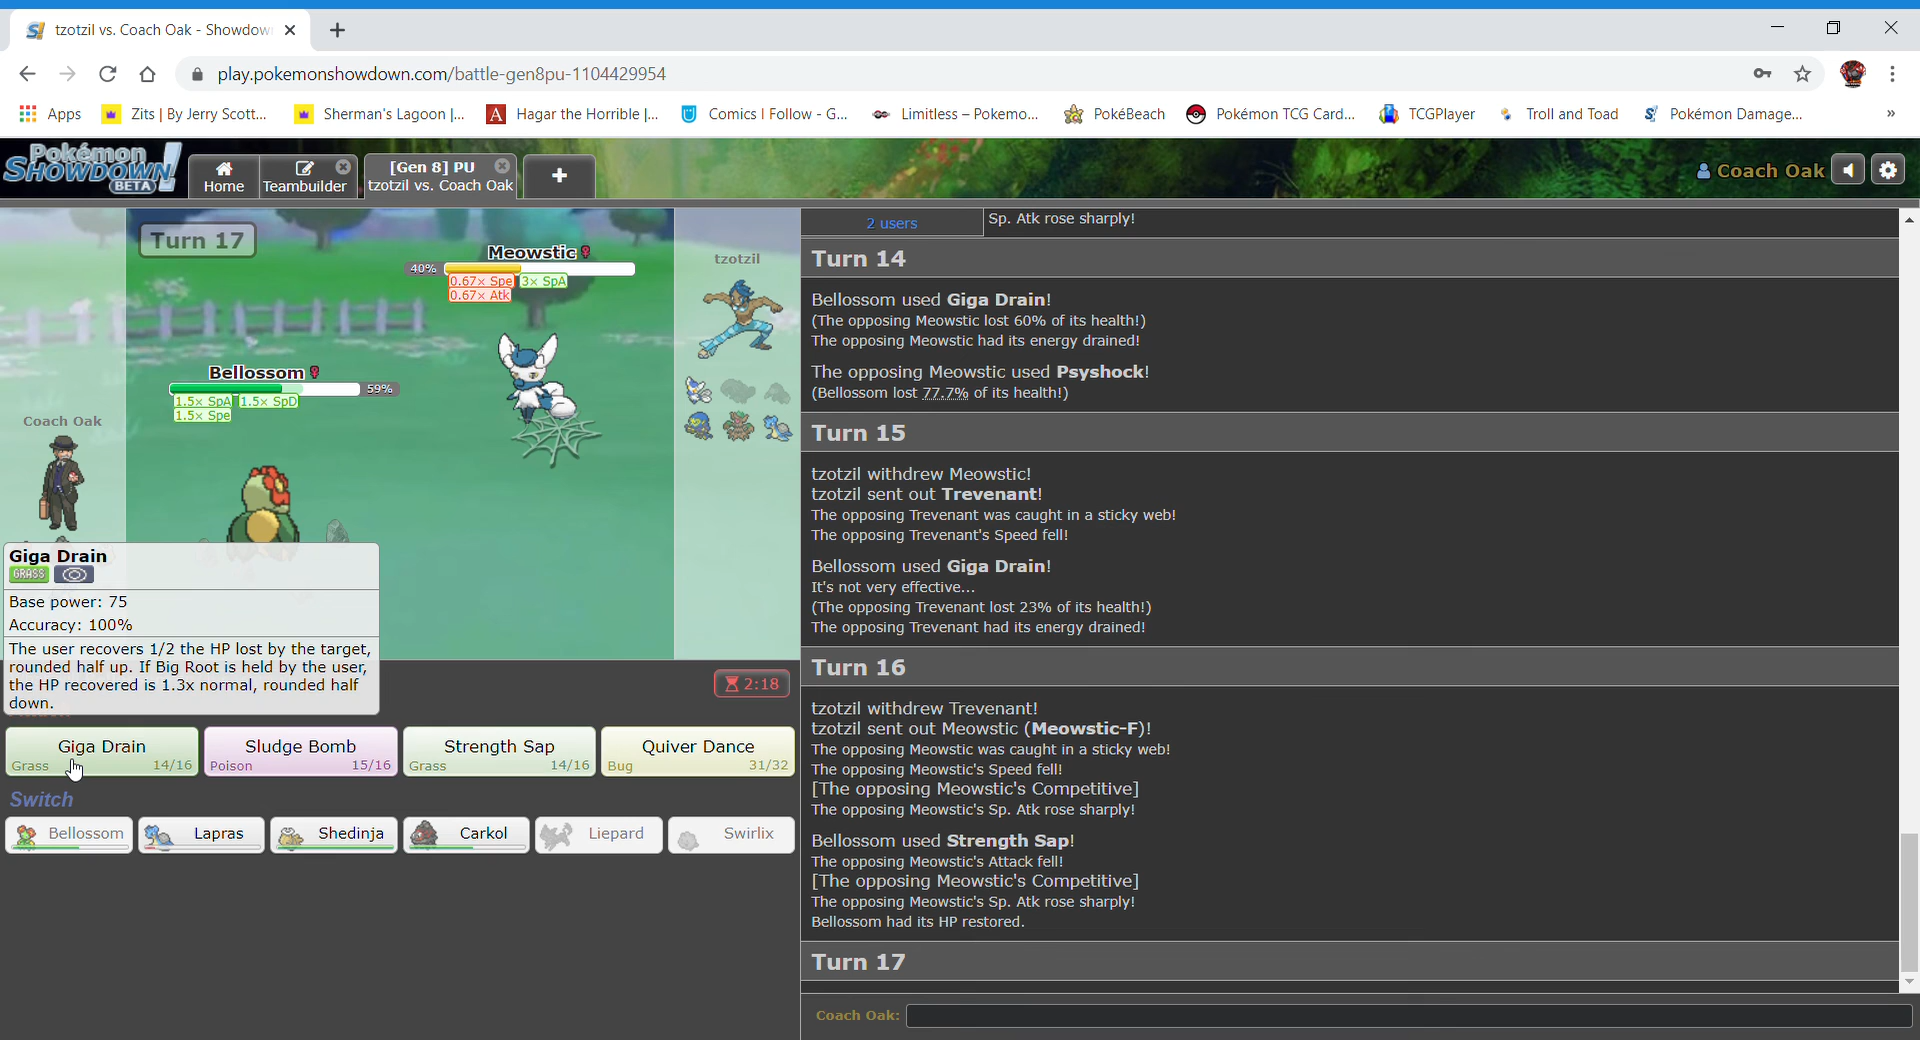 tzotzil vs. Coach Oak - Showdow
play.pokemonshowdown.com/battle-gen8pu-1104429954
Apps
Zits | By Jerry Scott...
Sherman's Lagoon |...
Hagar the Horrible |...
Comics I Follow - G...
Limitless – Pokemo...
PokéBeach
Pokémon TCG Card...
TCGPlayer
Troll and Toad
Pokémon Damage...
»
Pokémon
SHOWDOWN!
BETA
Home
Teambuilder
[Gen 8] PU
tzotzil vs. Coach Oak
Coach Oak
Turn 17
Meowstic
40%
0.67× Spe
3× SpA
0.67× Atk
tzotzil
Bellossom
59%
1.5× SpA
1.5× SpD
1.5× Spe
Coach Oak
Giga Drain
GRASS
Base power: 75
Accuracy: 100%
The user recovers 1/2 the HP lost by the target,
rounded half up. If Big Root is held by the user,
the HP recovered is 1.3x normal, rounded half
down.
2:18
Giga Drain
Grass 14/16
Sludge Bomb
Poison 15/16
Strength Sap
Grass 14/16
Quiver Dance
Bug 31/32
Switch
Bellossom
Lapras
Shedinja
Carkol
Liepard
Swirlix
2 users
Sp. Atk rose sharply!
Turn 14
Bellossom used Giga Drain!
(The opposing Meowstic lost 60% of its health!)
The opposing Meowstic had its energy drained!
The opposing Meowstic used Psyshock!
(Bellossom lost 77.7% of its health!)
Turn 15
tzotzil withdrew Meowstic!
tzotzil sent out Trevenant!
The opposing Trevenant was caught in a sticky web!
The opposing Trevenant's Speed fell!
Bellossom used Giga Drain!
It's not very effective...
(The opposing Trevenant lost 23% of its health!)
The opposing Trevenant had its energy drained!
Turn 16
tzotzil withdrew Trevenant!
tzotzil sent out Meowstic (Meowstic-F)!
The opposing Meowstic was caught in a sticky web!
The opposing Meowstic's Speed fell!
[The opposing Meowstic's Competitive]
The opposing Meowstic's Sp. Atk rose sharply!
Bellossom used Strength Sap!
The opposing Meowstic's Attack fell!
[The opposing Meowstic's Competitive]
The opposing Meowstic's Sp. Atk rose sharply!
Bellossom had its HP restored.
Turn 17
Coach Oak: